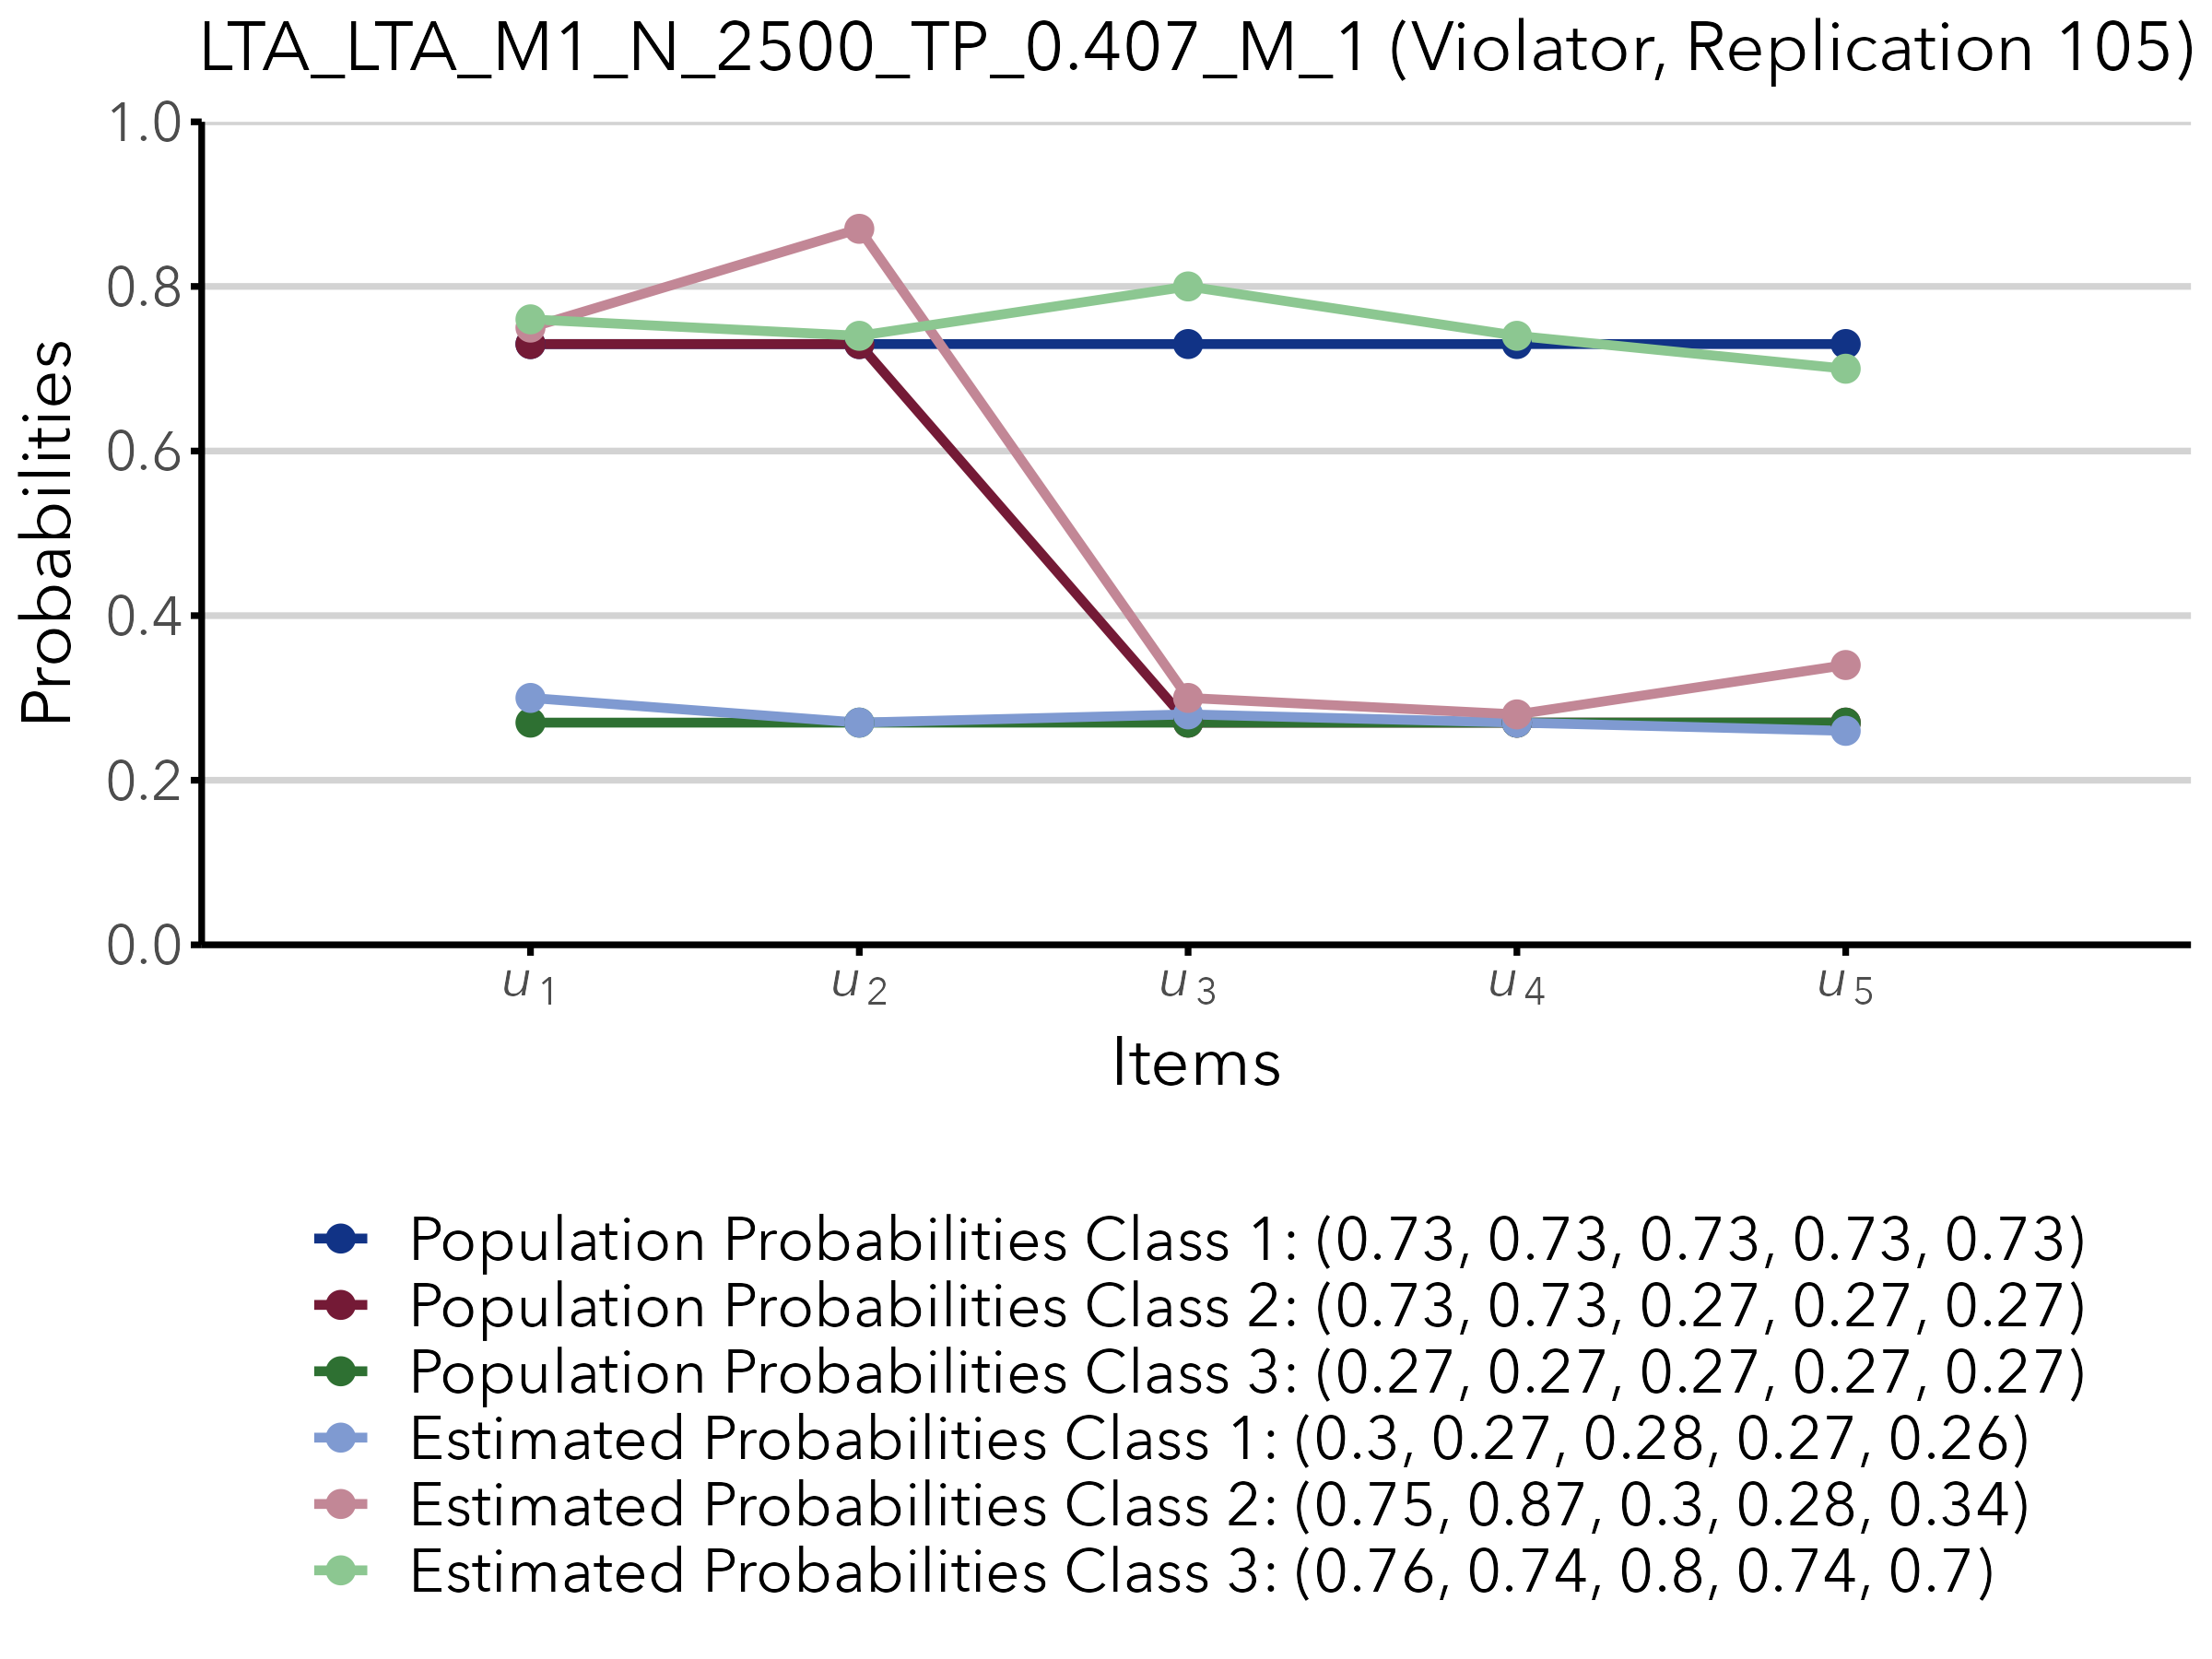 LTA_LTA_M1_N_2500_TP_0.407_M_1 (Violator, Replication 105)
1.0
0.8
0.6
0.4
0.2
0.0
Probabilities
u1 u2 u3 u4 u5
Items
Population Probabilities Class 1: (0.73, 0.73, 0.73, 0.73, 0.73)
Population Probabilities Class 2: (0.73, 0.73, 0.27, 0.27, 0.27)
Population Probabilities Class 3: (0.27, 0.27, 0.27, 0.27, 0.27)
Estimated Probabilities Class 1: (0.3, 0.27, 0.28, 0.27, 0.26)
Estimated Probabilities Class 2: (0.75, 0.87, 0.3, 0.28, 0.34)
Estimated Probabilities Class 3: (0.76, 0.74, 0.8, 0.74, 0.7)